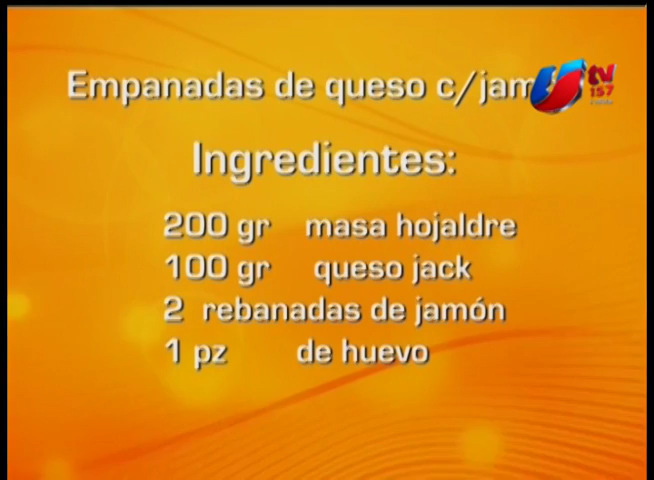 Empanadas de queso c/jam
tv
157
Ingredientes:
200 gr masa hojaldre
100 gr queso jack
2 rebanadas de jamón
1 pz de huevo